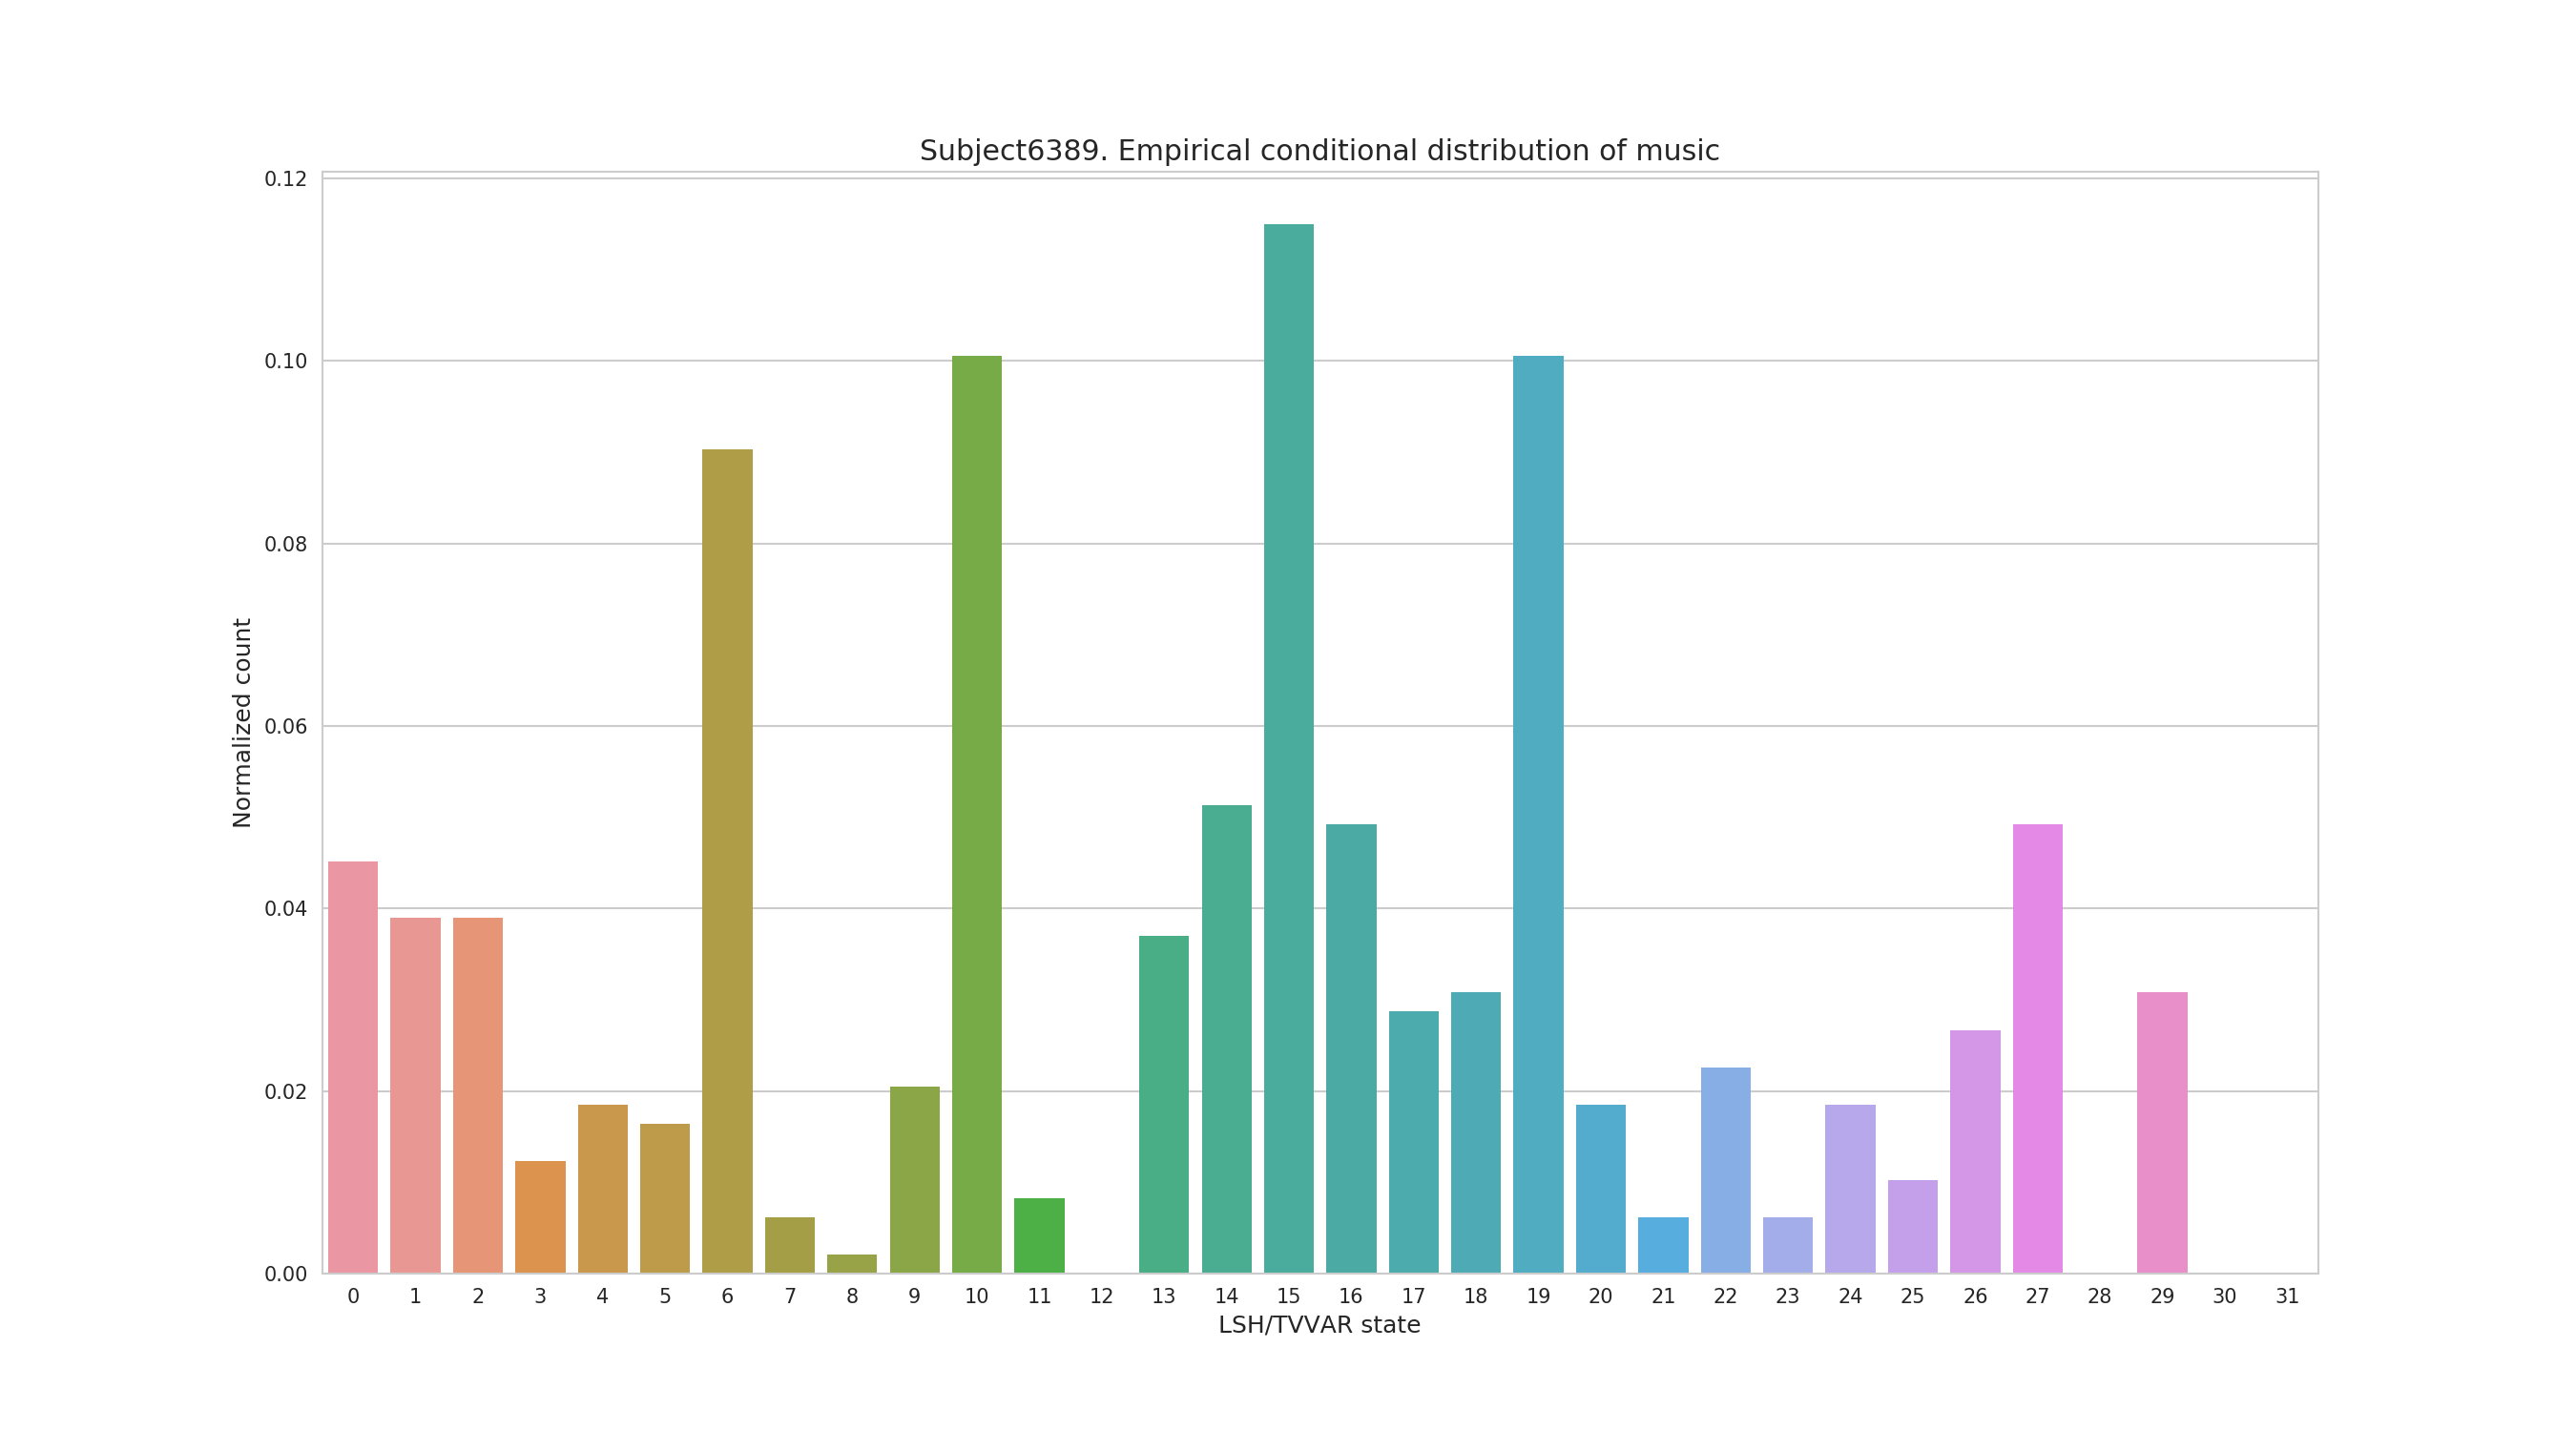 Subject6389. Empirical conditional distribution of music
0.12
0.10
0.08
0.06
0.04
0.02
0.00
Normalized count
0 1 2 3 4 5 6 7 8 9 10 11 12 13 14 15 16 17 18 19 20 21 22 23 24 25 26 27 28 29 30 31
LSH/TVVAR state